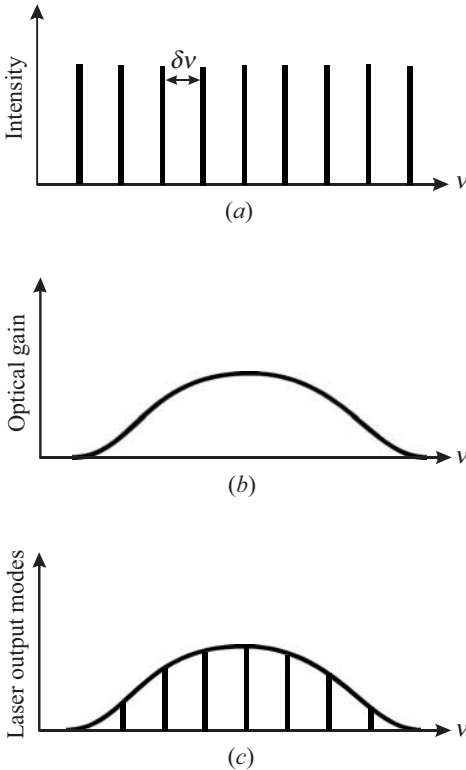 Intensity
δν
ν
(a)
Optical gain
ν
(b)
Laser output modes
ν
(c)